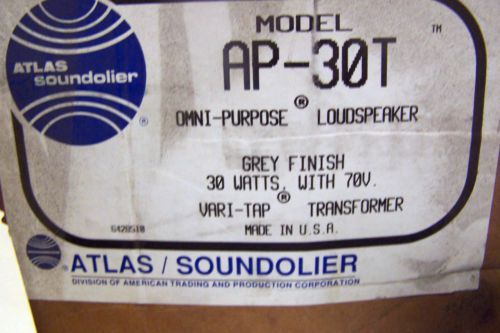 MODEL
AP-30T ™
ATLAS
soundolier
®
OMNI-PURPOSE ® LOUDSPEAKER
GREY FINISH
30 WATTS, WITH 70V.
VARI-TAP ® TRANSFORMER
MADE IN U.S.A.
® ATLAS / SOUNDOLIER
DIVISION OF AMERICAN TRADING AND PRODUCTION CORPORATION